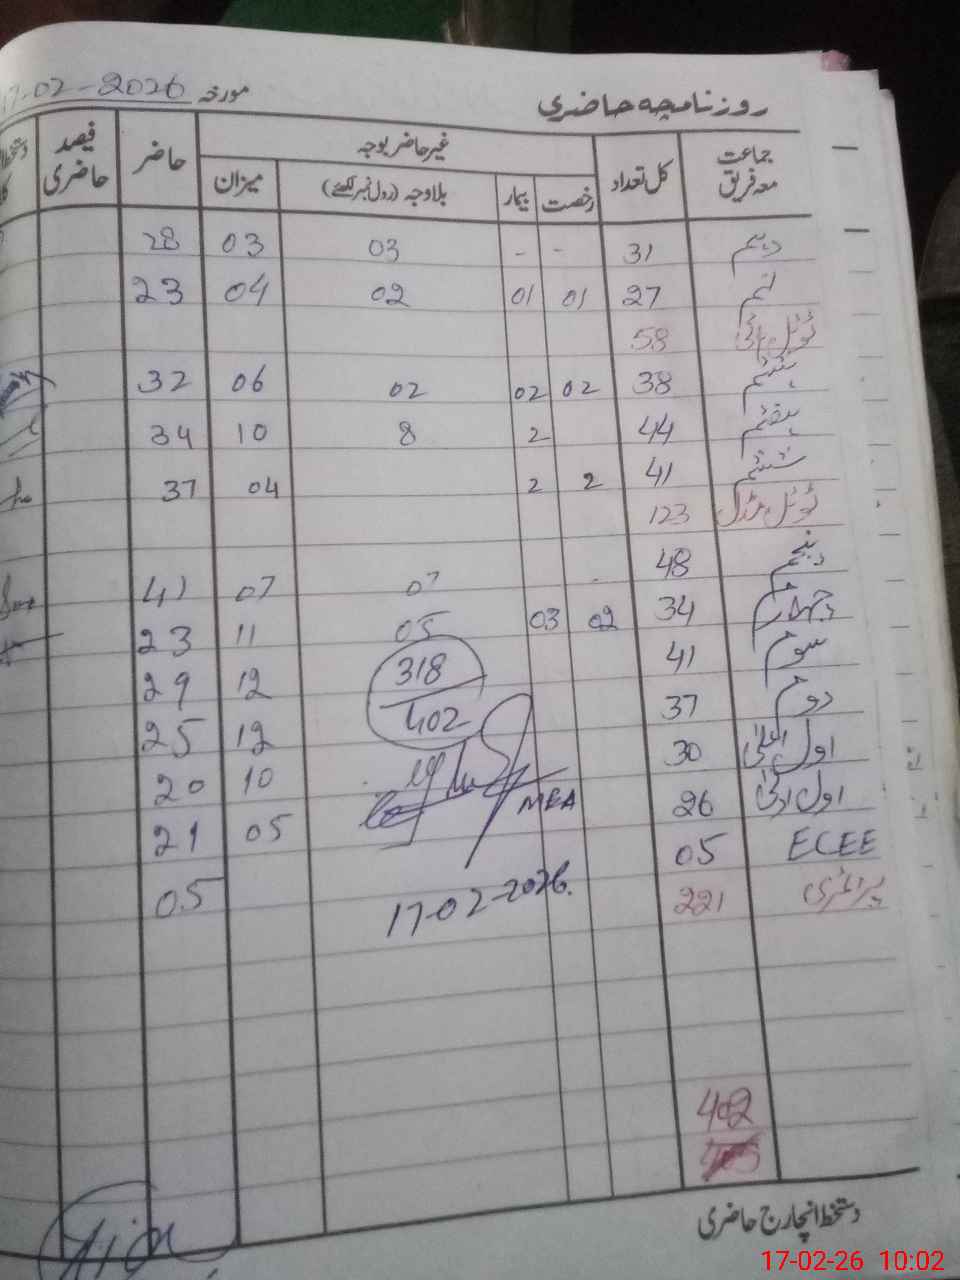 روزنامچہ حاضری مورخہ 17-02-2026
جماعت معہ فریق کل تعداد غیر حاضر بوجہ حاضر فیصد حاضری
رخصت بیمار بلاوجہ (رول نمبر لکھئے) میزان
دہم 31 - - 03 03 28
نہم 27 01 01 02 04 23
ٹوٹل ہائی 58
ہشتم 38 02 02 02 06 32
ہفتم 44 2 8 10 34
ششم 41 2 2 04 37
ٹوٹل مڈل 123
پنجم 48 07 07 41
چہارم 34 02 03 05 11 23
سوم 41 12 29
دوم 37 12 25
اول اعلیٰ 30 10 20
اول ادنیٰ 26 05 21
ECEE 05 05
پرائمری 221
318
402
MEA
17-02-2026.
402
دستخط انچارج حاضری
17-02-26 10:02